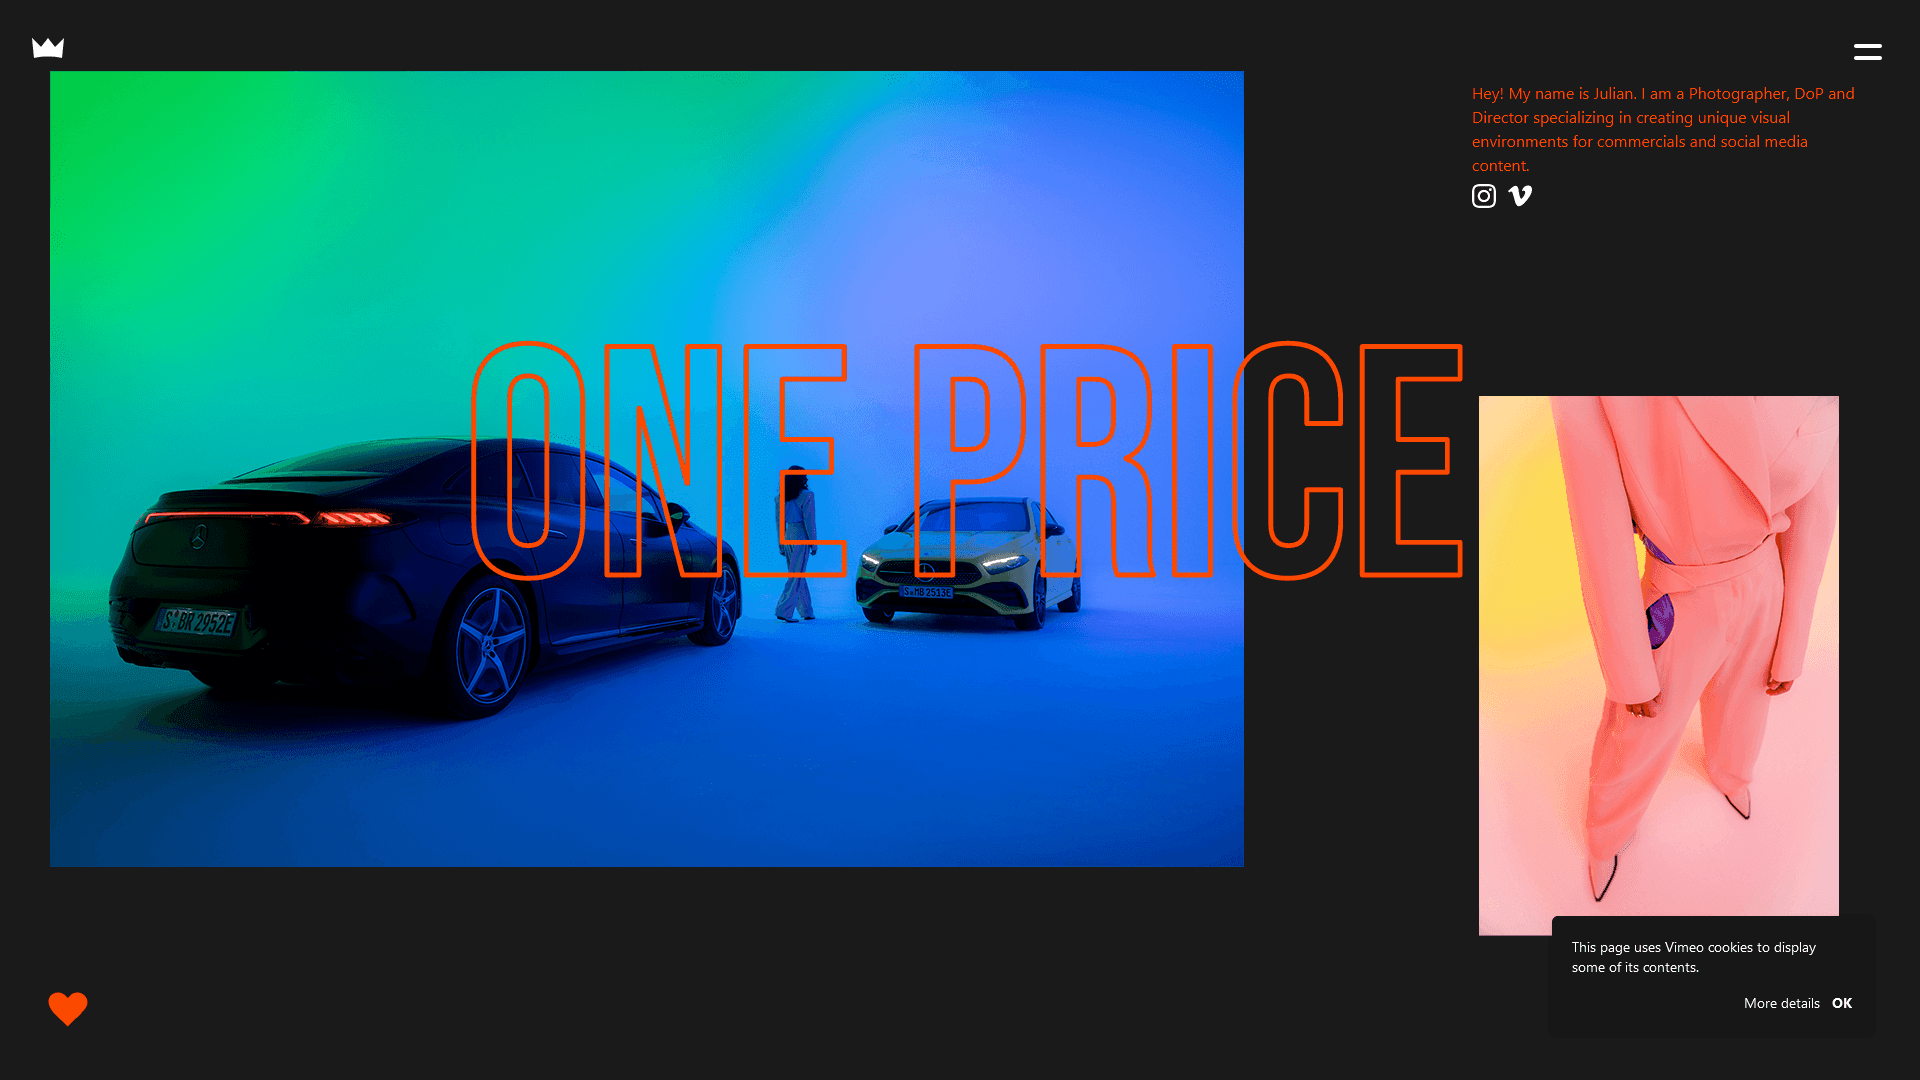 Hey! My name is Julian. I am a Photographer, DoP and
Director specializing in creating unique visual
environments for commercials and social media
content.
ONE PRICE
S·BR 2952E
S·MB 2513E
This page uses Vimeo cookies to display
some of its contents.
More details OK